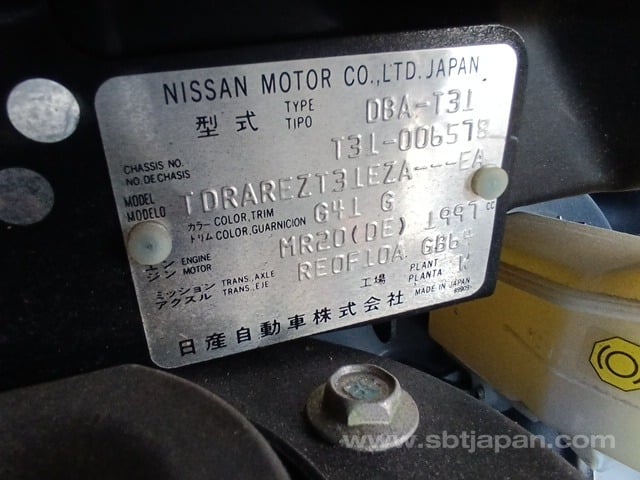 NISSAN MOTOR CO.,LTD. JAPAN
型式 TYPE TIPO DBA-T31
CHASSIS NO. NO.DECHASIS T31-006578
MODEL MODELO TDRAREZT31EZA---EA
カラー COLOR,TRIM トリム COLOR,GUARNICION G41 G
エンジン ENGINE MOTOR MR20(DE) 1997 cc
ミッション TRANS.,AXLE アクスル TRANS.,EJE RE0F10A GB6
工場 PLANT PLANTA W
日産自動車株式会社 MADE IN JAPAN
www.sbtjapan.com